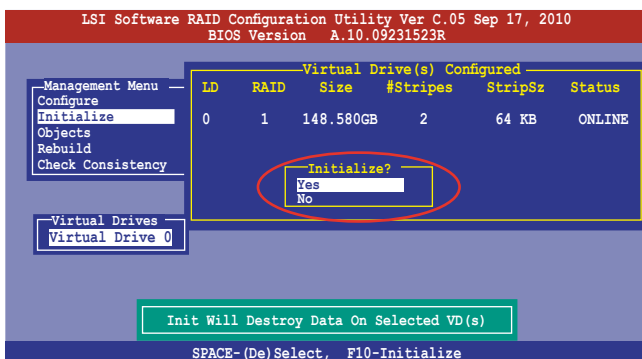 LSI Software RAID Configuration Utility Ver C.05 Sep 17, 2010
BIOS Version A.10.09231523R
Management Menu
Configure
Initialize
Objects
Rebuild
Check Consistency
Virtual Drive(s) Configured
LD RAID Size #Stripes StripSz Status
0 1 148.580GB 2 64 KB ONLINE
Initialize?
Yes
No
Virtual Drives
Virtual Drive 0
Init Will Destroy Data On Selected VD(s)
SPACE-(De)Select, F10-Initialize